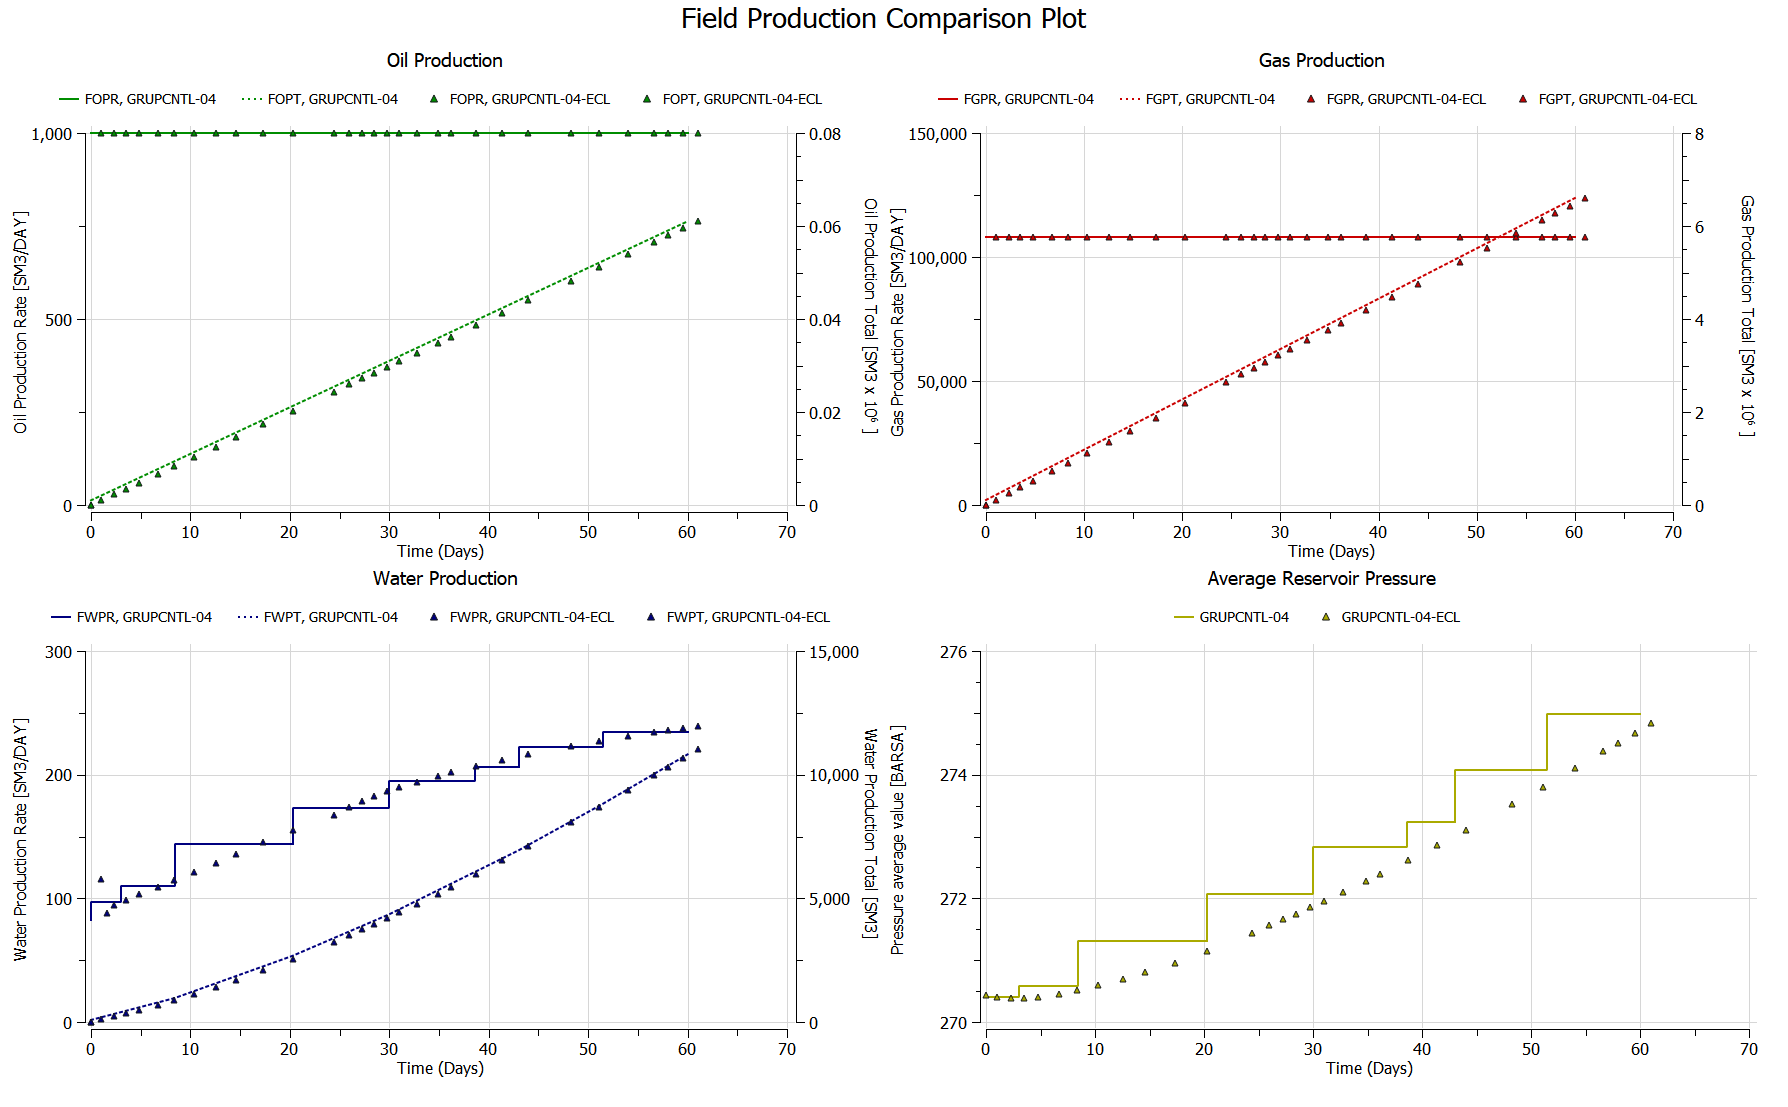 Field Production Comparison Plot
Oil Production
FOPR, GRUPCNTL-04
FOPT, GRUPCNTL-04
FOPR, GRUPCNTL-04-ECL
FOPT, GRUPCNTL-04-ECL
1,000
500
0
Oil Production Rate [SM3/DAY]
0.08
0.06
0.04
0.02
0
Oil Production Total [SM3 x 10⁶ ]
0 10 20 30 40 50 60 70
Time (Days)
Gas Production
FGPR, GRUPCNTL-04
FGPT, GRUPCNTL-04
FGPR, GRUPCNTL-04-ECL
FGPT, GRUPCNTL-04-ECL
150,000
100,000
50,000
0
Gas Production Rate [SM3/DAY]
8
6
4
2
0
Gas Production Total [SM3 x 10⁶ ]
0 10 20 30 40 50 60 70
Time (Days)
Water Production
FWPR, GRUPCNTL-04
FWPT, GRUPCNTL-04
FWPR, GRUPCNTL-04-ECL
FWPT, GRUPCNTL-04-ECL
300
200
100
0
Water Production Rate [SM3/DAY]
15,000
10,000
5,000
0
Water Production Total [SM3]
0 10 20 30 40 50 60 70
Time (Days)
Average Reservoir Pressure
GRUPCNTL-04
GRUPCNTL-04-ECL
276
274
272
270
Pressure average value [BARSA]
0 10 20 30 40 50 60 70
Time (Days)